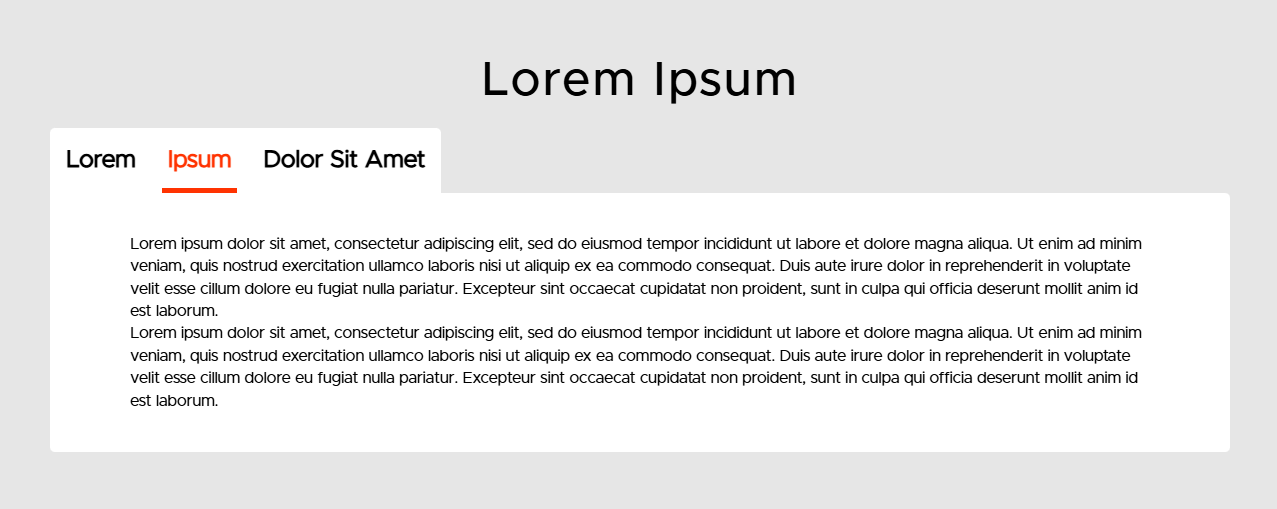 Lorem Ipsum
Lorem Ipsum Dolor Sit Amet
Lorem ipsum dolor sit amet, consectetur adipiscing elit, sed do eiusmod tempor incididunt ut labore et dolore magna aliqua. Ut enim ad minim
veniam, quis nostrud exercitation ullamco laboris nisi ut aliquip ex ea commodo consequat. Duis aute irure dolor in reprehenderit in voluptate
velit esse cillum dolore eu fugiat nulla pariatur. Excepteur sint occaecat cupidatat non proident, sunt in culpa qui officia deserunt mollit anim id
est laborum.
Lorem ipsum dolor sit amet, consectetur adipiscing elit, sed do eiusmod tempor incididunt ut labore et dolore magna aliqua. Ut enim ad minim
veniam, quis nostrud exercitation ullamco laboris nisi ut aliquip ex ea commodo consequat. Duis aute irure dolor in reprehenderit in voluptate
velit esse cillum dolore eu fugiat nulla pariatur. Excepteur sint occaecat cupidatat non proident, sunt in culpa qui officia deserunt mollit anim id
est laborum.